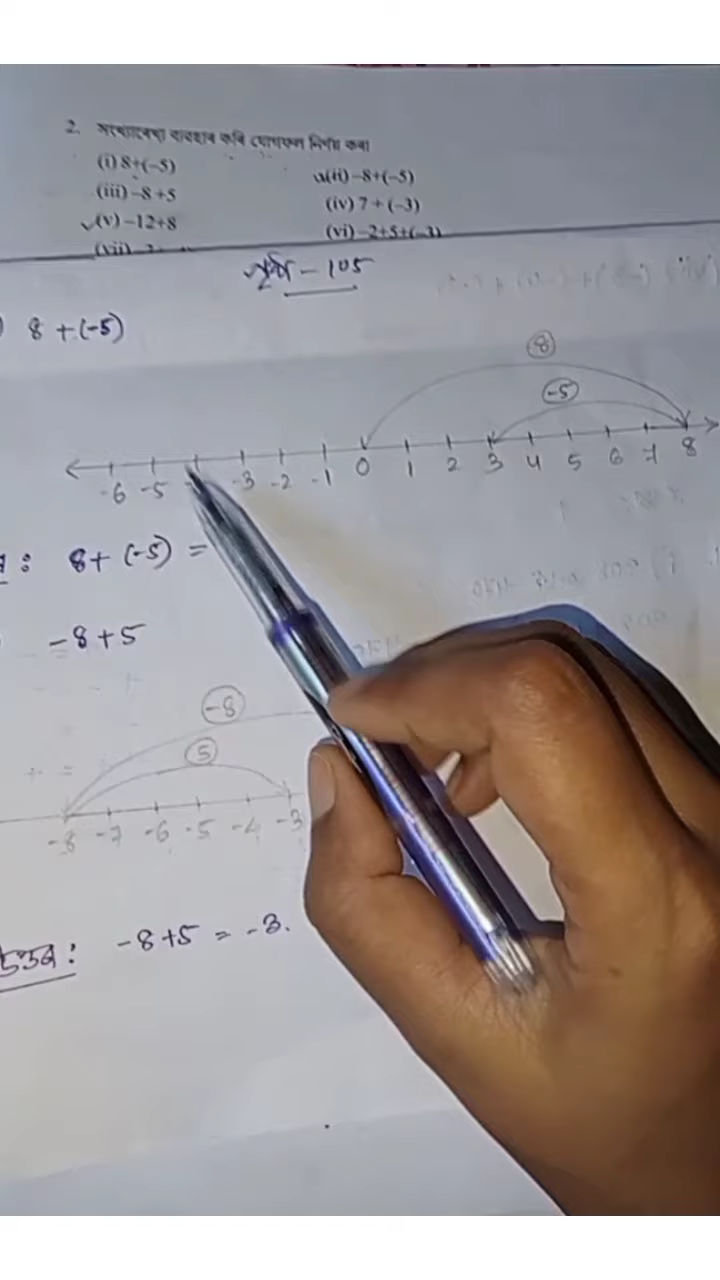 2. সংখ্যাৰেখা ব্যৱহাৰ কৰি যোগফল নিৰ্ণয় কৰা
(i) 8+(−5) (ii) −8+(−5)
(iii) −8+5 (iv) 7+(−3)
(v) −12+8 (vi) −2+5+(−3)
(vii)
পৃষ্ঠা – 105
) 8 + (-5)
8
-5
-6 -5 -3 -2 -1 0 1 2 3 4 5 6 7 8
: 8+ (-5) =
-8+5
-8
5
-8 -7 -6 -5 -4 -3
উত্তৰ: -8+5 = -3.